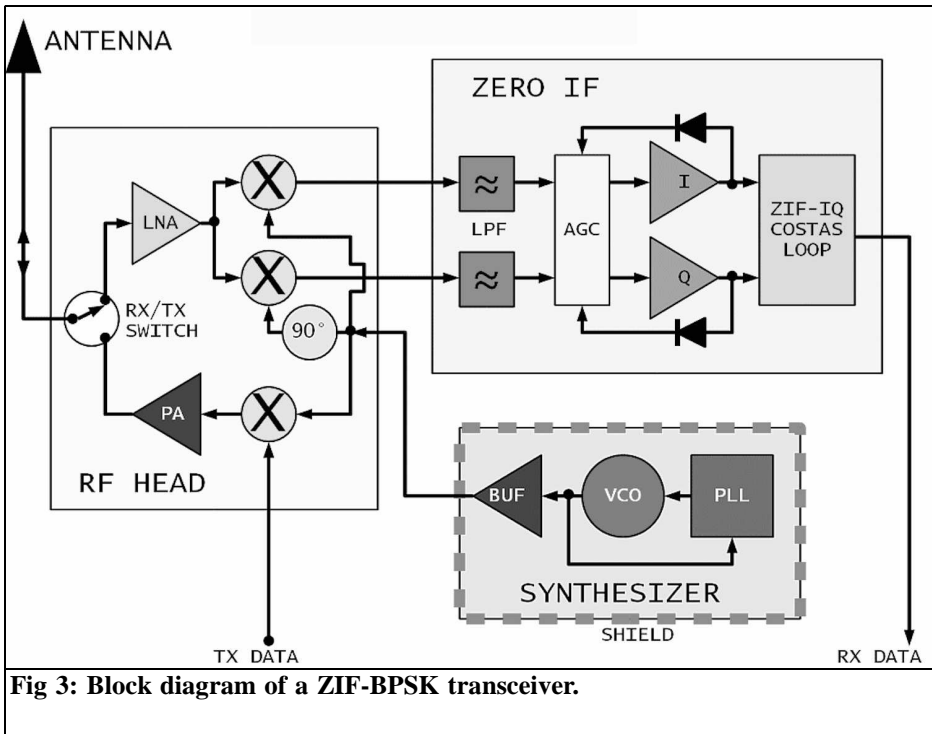 ANTENNA
ZERO IF
LNA
X
X
≈
LPF
≈
AGC
I
Q
ZIF-IQ
COSTAS
LOOP
RX/TX
SWITCH
90°
PA
X
RF HEAD
BUF
VCO
PLL
SYNTHESIZER
SHIELD
TX DATA
RX DATA
Fig 3: Block diagram of a ZIF-BPSK transceiver.